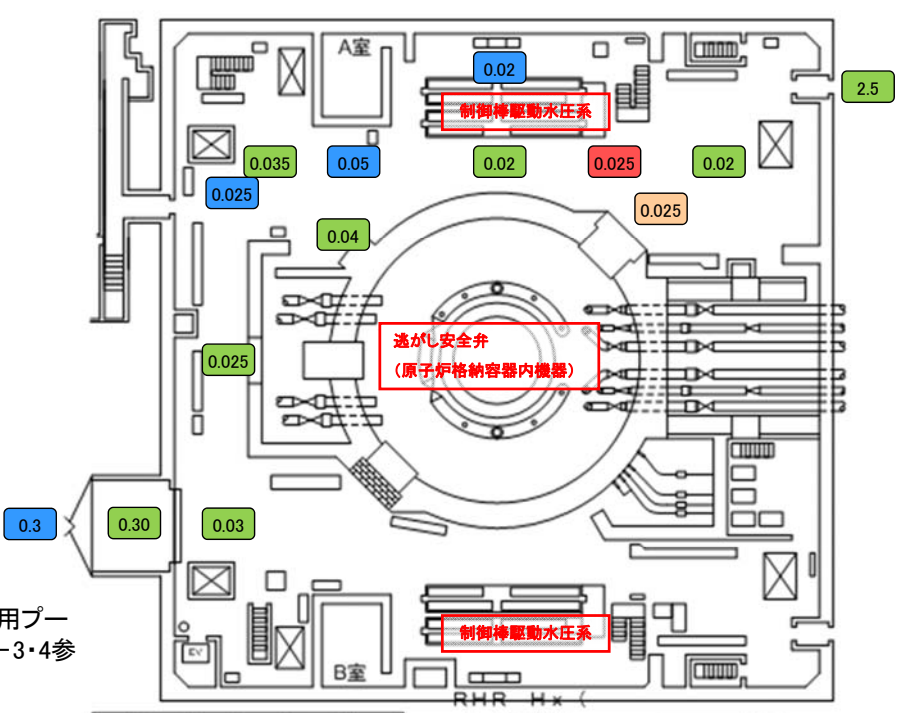 A室
0.02
2.5
制御棒駆動水圧系
0.035
0.05
0.02
0.025
0.02
0.025
0.025
0.04
逃がし安全弁
（原子炉格納容器内機器）
0.025
0.3
0.30
0.03
用プー
-3・4参
制御棒駆動水圧系
EV
B室
RHR Hx (